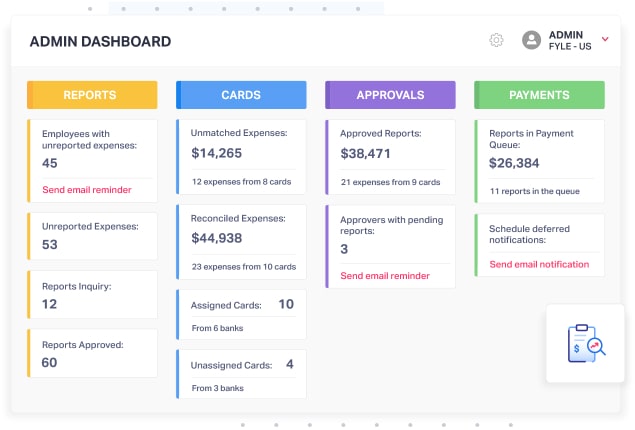 ADMIN DASHBOARD
ADMIN
FYLE - US
REPORTS
Employees with
unreported expenses:
45
Send email reminder
Unreported Expenses:
53
Reports Inquiry:
12
Reports Approved:
60
CARDS
Unmatched Expenses:
$14,265
12 expenses from 8 cards
Reconciled Expenses:
$44,938
23 expenses from 10 cards
Assigned Cards: 10
From 6 banks
Unassigned Cards: 4
From 3 banks
APPROVALS
Approved Reports:
$38,471
21 expenses from 9 cards
Approvers with pending
reports:
3
Send email reminder
PAYMENTS
Reports in Payment
Queue:
$26,384
11 reports in the queue
Schedule deferred
notifications:
Send email notification
$